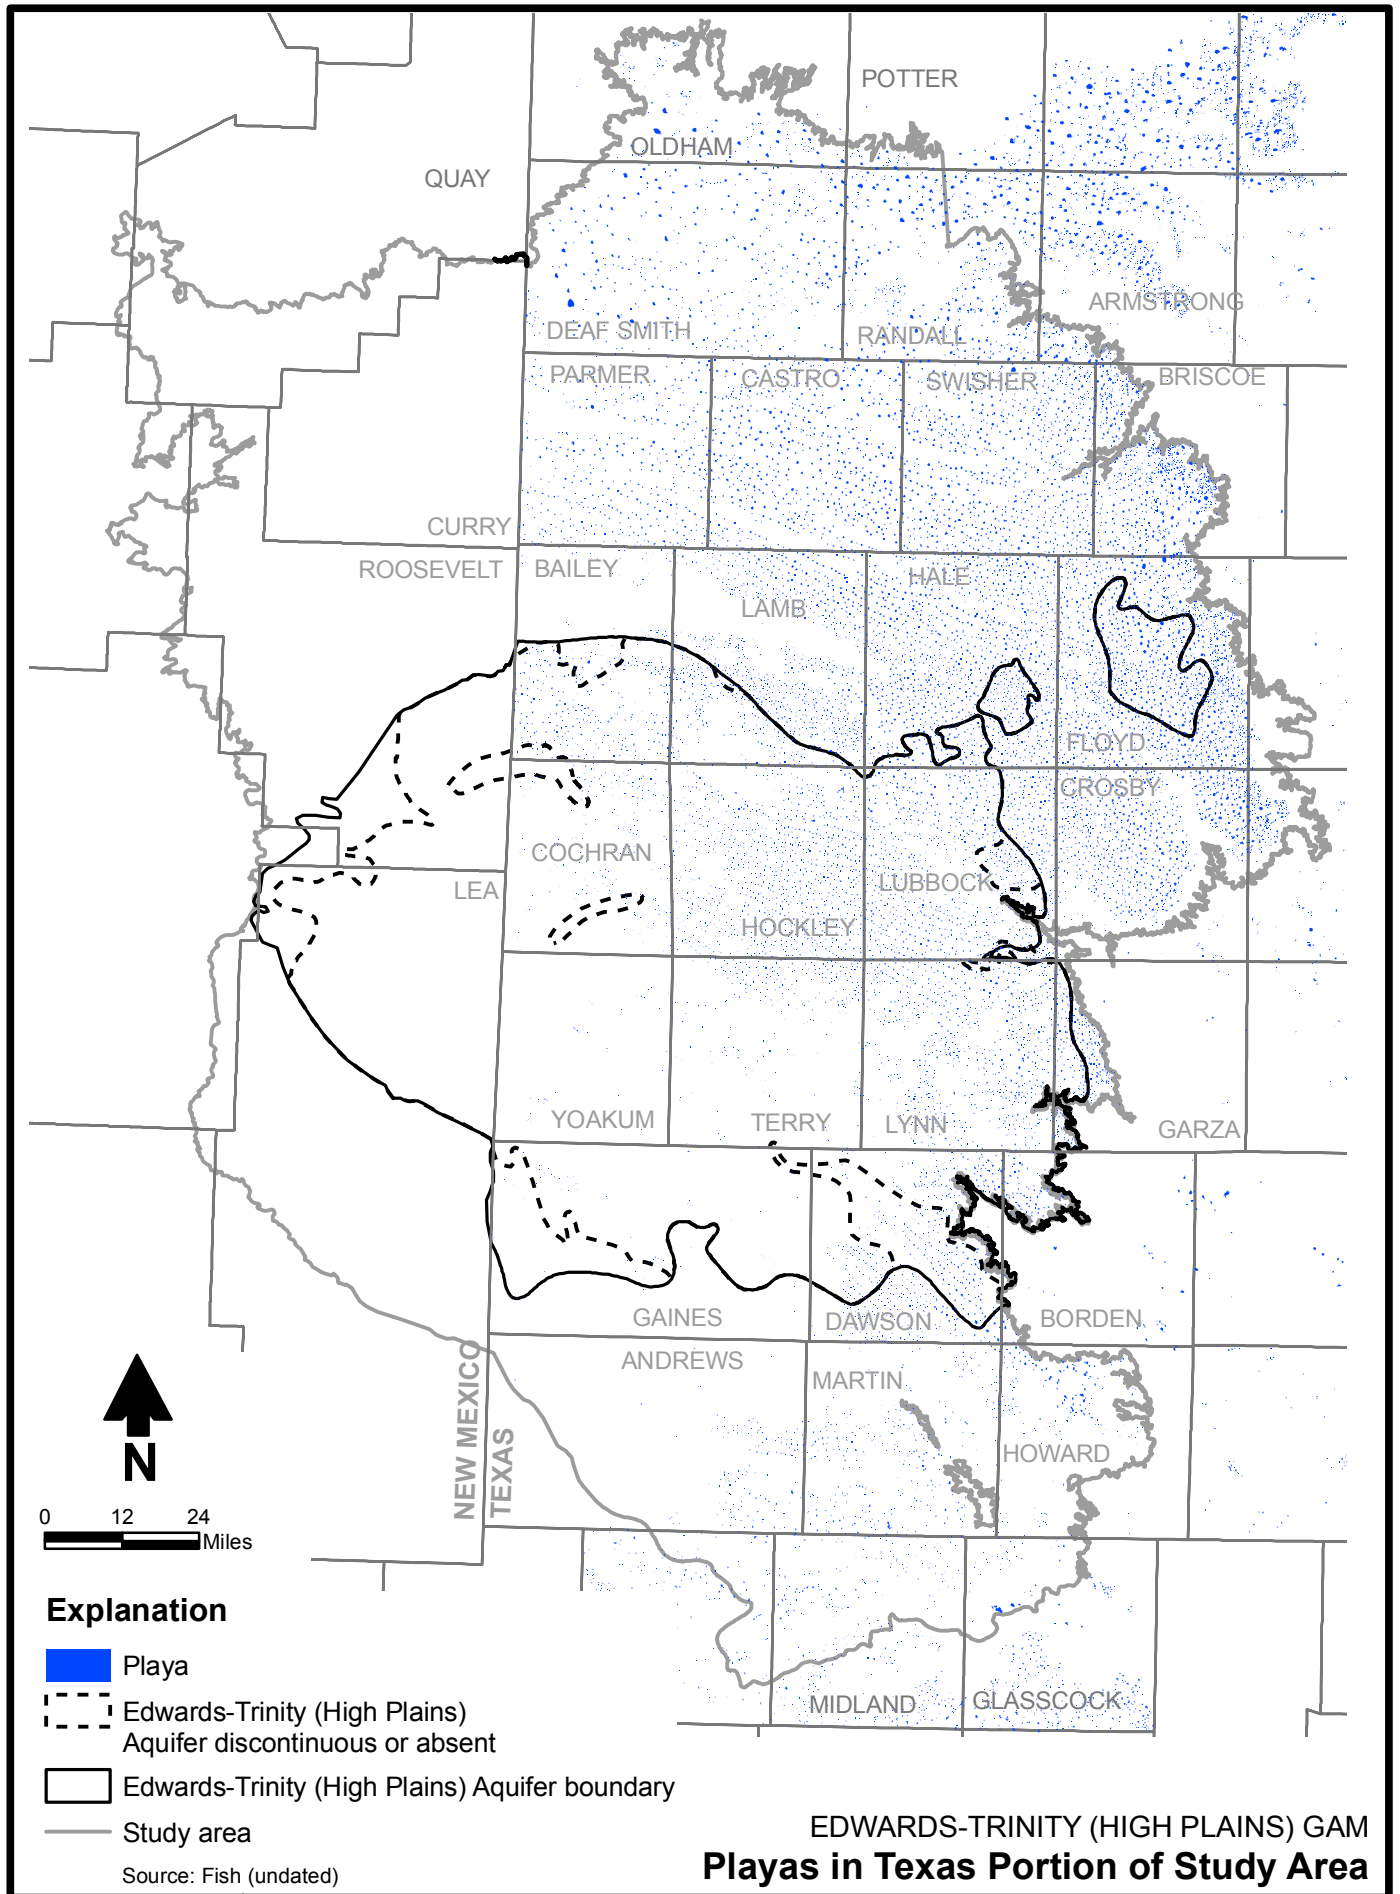 POTTER
OLDHAM
QUAY
ARMSTRONG
DEAF SMITH
RANDALL
PARMER
CASTRO
SWISHER
BRISCOE
CURRY
ROOSEVELT
BAILEY
HALE
LAMB
FLOYD
CROSBY
COCHRAN
LUBBOCK
LEA
HOCKLEY
YOAKUM
TERRY
LYNN
GARZA
GAINES
DAWSON
BORDEN
ANDREWS
MARTIN
HOWARD
NEW MEXICO
TEXAS
N
0 12 24
Miles
MIDLAND
GLASSCOCK
Explanation
Playa
Edwards-Trinity (High Plains)
Aquifer discontinuous or absent
Edwards-Trinity (High Plains) Aquifer boundary
Study area
Source: Fish (undated)
EDWARDS-TRINITY (HIGH PLAINS) GAM
Playas in Texas Portion of Study Area